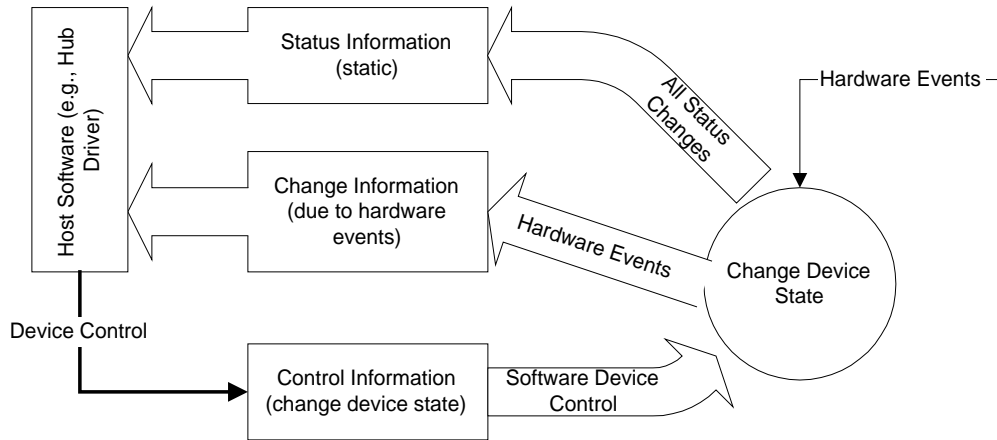 Host Software (e.g., Hub
Driver)
Status Information
(static)
All Status
Changes
Hardware Events
Change Information
(due to hardware
events)
Hardware Events
Change Device
State
Device Control
Control Information
(change device state)
Software Device
Control